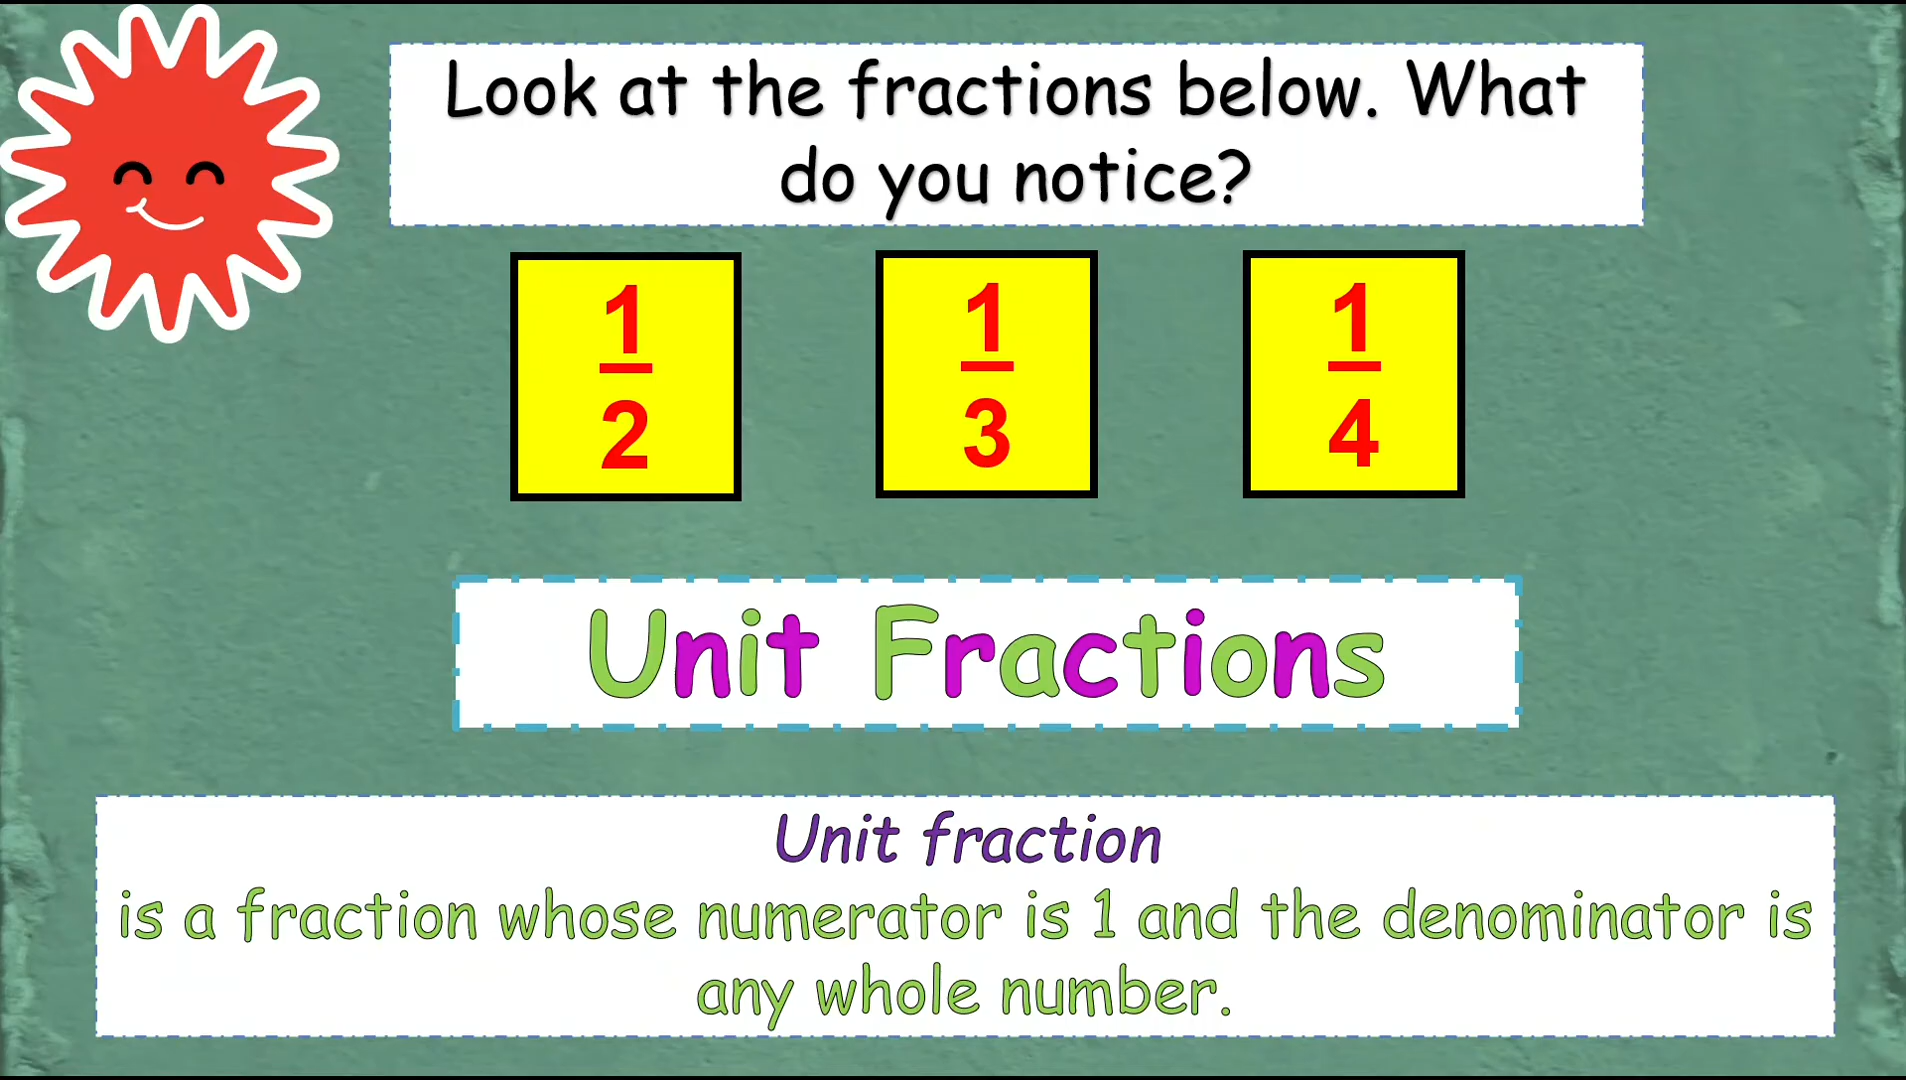 Look at the fractions below. What
do you notice?
1/2 1/3 1/4
Unit Fractions
Unit fraction
is a fraction whose numerator is 1 and the denominator is
any whole number.